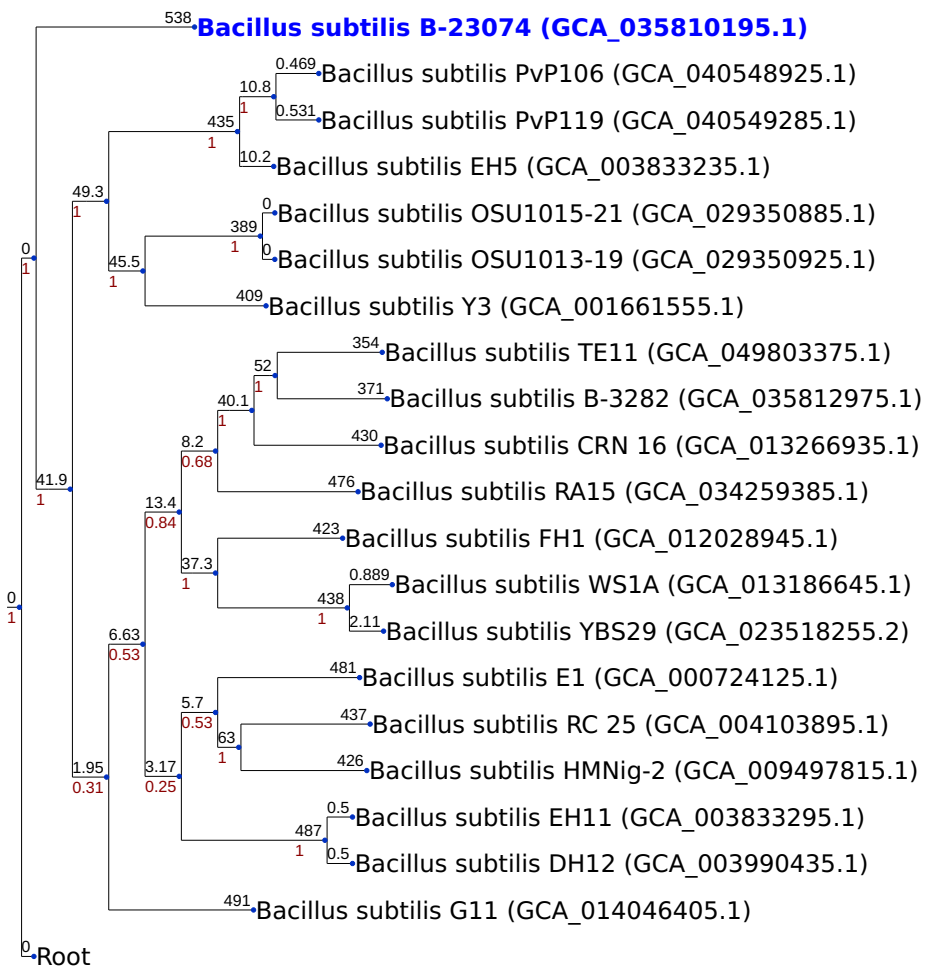 538 Bacillus subtilis B-23074 (GCA_035810195.1)
0.469 Bacillus subtilis PvP106 (GCA_040548925.1)
10.8
1
0.531 Bacillus subtilis PvP119 (GCA_040549285.1)
435
1
10.2 Bacillus subtilis EH5 (GCA_003833235.1)
49.3
1
0 Bacillus subtilis OSU1015-21 (GCA_029350885.1)
389
1
0 Bacillus subtilis OSU1013-19 (GCA_029350925.1)
0
1
45.5
1
409 Bacillus subtilis Y3 (GCA_001661555.1)
354 Bacillus subtilis TE11 (GCA_049803375.1)
52
1
371 Bacillus subtilis B-3282 (GCA_035812975.1)
40.1
1
430 Bacillus subtilis CRN 16 (GCA_013266935.1)
8.2
0.68
41.9
1
476 Bacillus subtilis RA15 (GCA_034259385.1)
13.4
0.84
423 Bacillus subtilis FH1 (GCA_012028945.1)
37.3
1
0.889 Bacillus subtilis WS1A (GCA_013186645.1)
0
1
438
1
2.11 Bacillus subtilis YBS29 (GCA_023518255.2)
6.63
0.53
481 Bacillus subtilis E1 (GCA_000724125.1)
5.7
0.53
437 Bacillus subtilis RC 25 (GCA_004103895.1)
63
1
426 Bacillus subtilis HMNig-2 (GCA_009497815.1)
1.95
0.31
3.17
0.25
0.5 Bacillus subtilis EH11 (GCA_003833295.1)
487
1
0.5 Bacillus subtilis DH12 (GCA_003990435.1)
491 Bacillus subtilis G11 (GCA_014046405.1)
0 Root